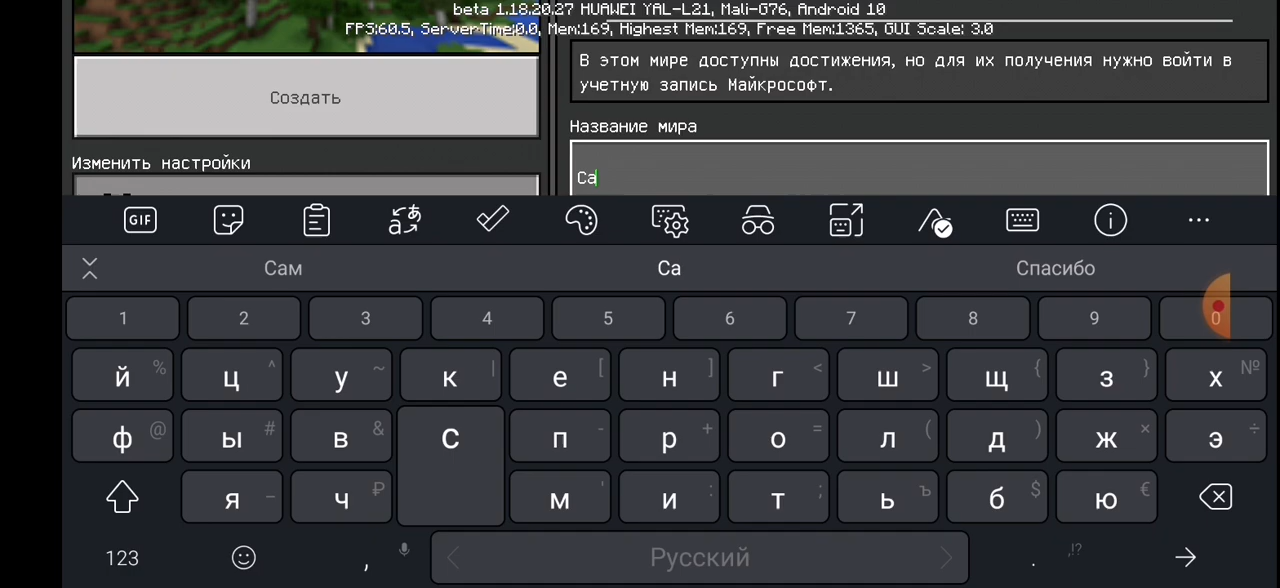 beta 1.18.20.27 HUAWEI YAL-L21, Mali-G76, Android 10
FPS:60.5, ServerTime:0.0, Mem:169, Highest Mem:169, Free Mem:1365, GUI Scale: 3.0
В этом мире доступны достижения, но для их получения нужно войти в
учетную запись Майкрософт.
Создать
Название мира
Изменить настройки
Са
GIF
Сам Са Спасибо
1 2 3 4 5 6 7 8 9 0
й % ц ^ у ~ к | е [ н ] г < ш > щ { з } х №
ф @ ы # в & С п - р + о = л ( д ) ж × э ÷
я _ ч ₽ м ' и : т ; ь ъ б $ ю €
123 , Русский . ,!?